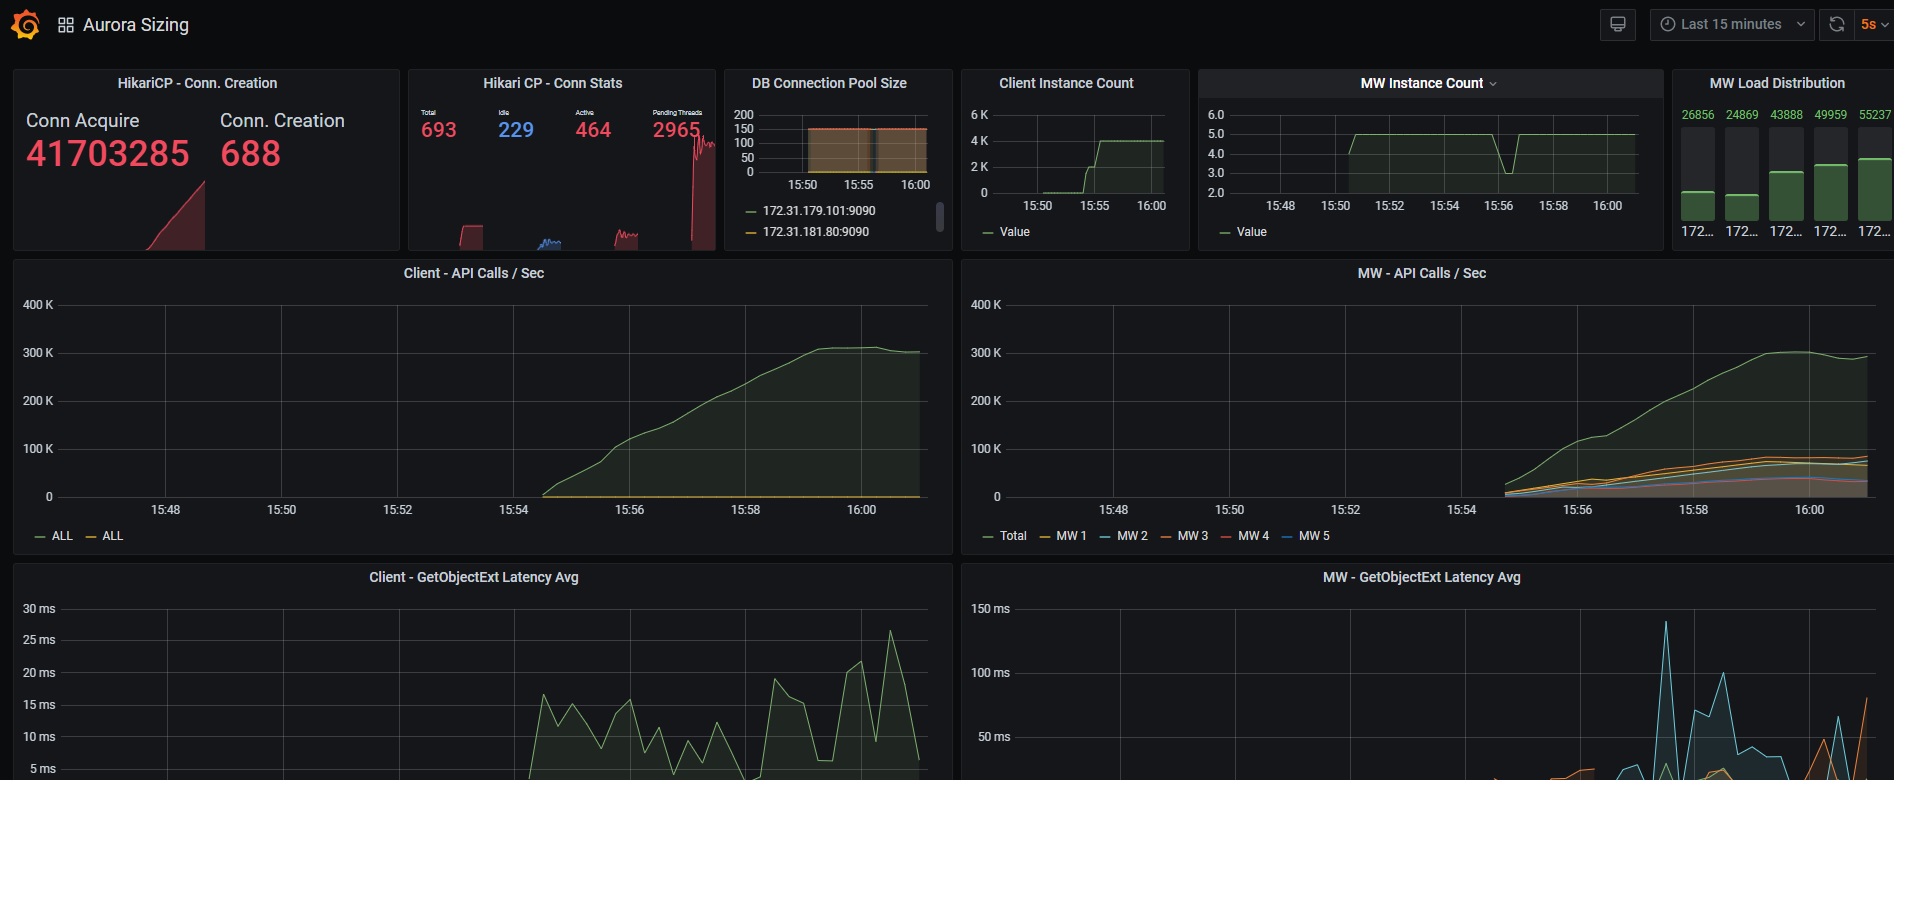 Aurora Sizing
Last 15 minutes
5s
HikariCP - Conn. Creation
Conn Acquire
41703285
Conn. Creation
688
Hikari CP - Conn Stats
Total
693
Idle
229
Active
464
Pending Threads
2965
DB Connection Pool Size
200
150
100
50
0
15:50 15:55 16:00
172.31.179.101:9090
172.31.181.80:9090
Client Instance Count
6 K
4 K
2 K
0
15:50 15:55 16:00
Value
MW Instance Count
6.0
5.0
4.0
3.0
2.0
15:48 15:50 15:52 15:54 15:56 15:58 16:00
Value
MW Load Distribution
26856 24869 43888 49959 55237
172... 172... 172... 172... 172...
Client - API Calls / Sec
400 K
300 K
200 K
100 K
0
15:48 15:50 15:52 15:54 15:56 15:58 16:00
ALL ALL
MW - API Calls / Sec
400 K
300 K
200 K
100 K
0
15:48 15:50 15:52 15:54 15:56 15:58 16:00
Total MW 1 MW 2 MW 3 MW 4 MW 5
Client - GetObjectExt Latency Avg
30 ms
25 ms
20 ms
15 ms
10 ms
5 ms
MW - GetObjectExt Latency Avg
150 ms
100 ms
50 ms